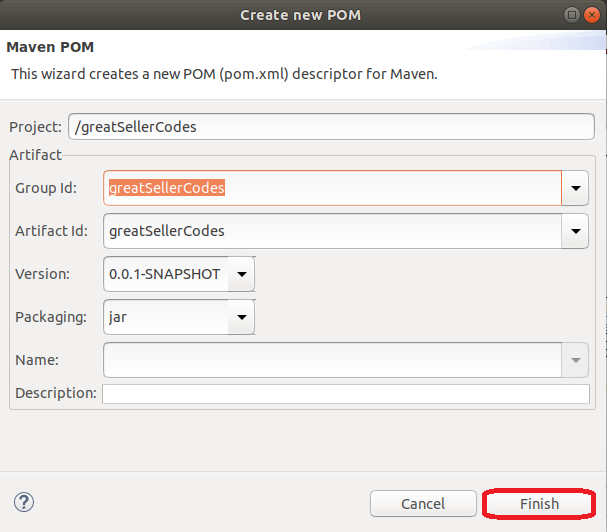 Create new POM
Maven POM
This wizard creates a new POM (pom.xml) descriptor for Maven.
Project: /greatSellerCodes
Artifact
Group Id: greatSellerCodes
Artifact Id: greatSellerCodes
Version: 0.0.1-SNAPSHOT
Packaging: jar
Name:
Description:
? Cancel Finish